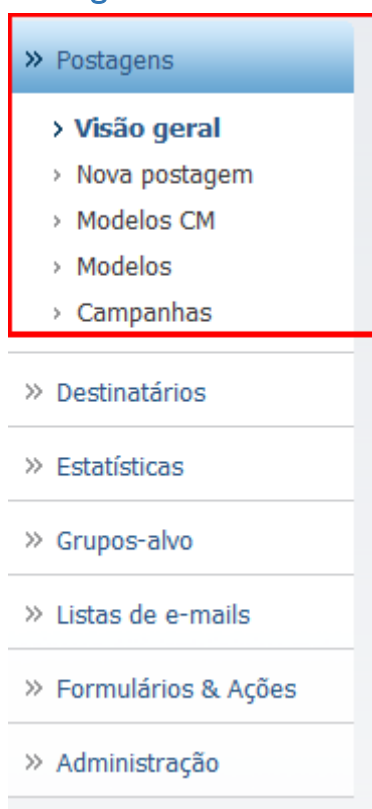 » Postagens
› Visão geral
› Nova postagem
› Modelos CM
› Modelos
› Campanhas
» Destinatários
» Estatísticas
» Grupos-alvo
» Listas de e-mails
» Formulários & Ações
» Administração